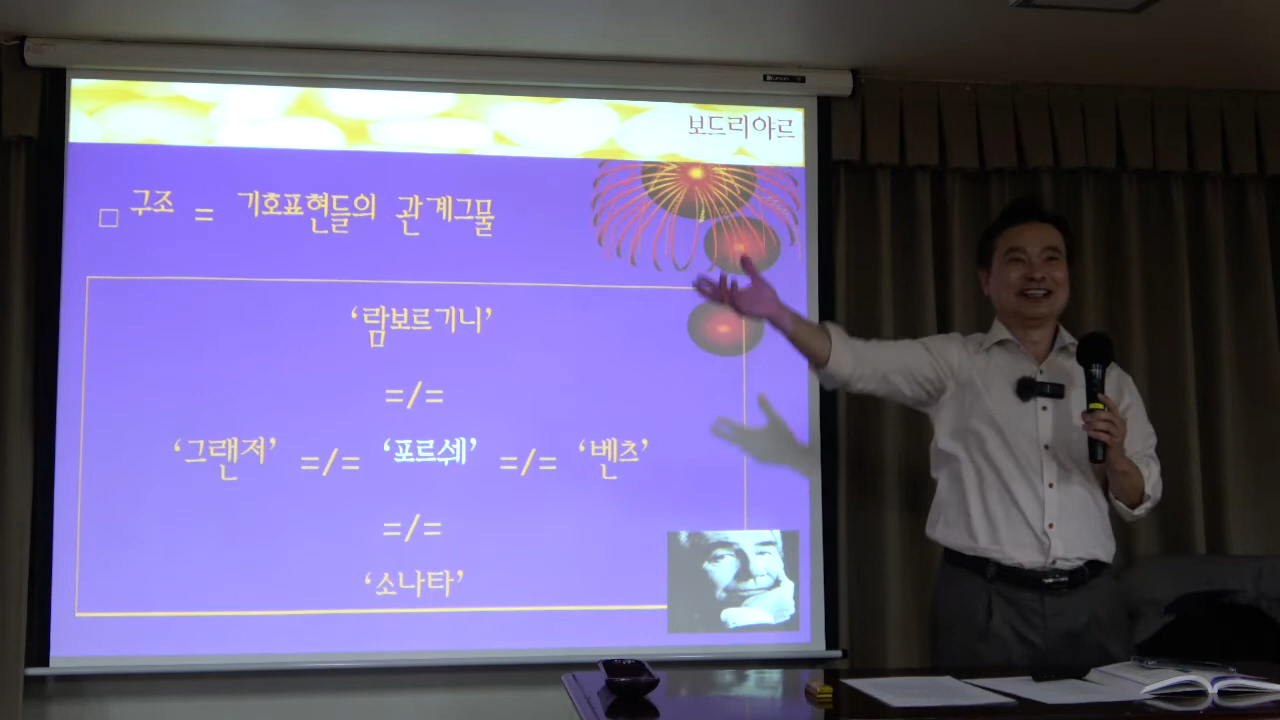 보드리야르
□ 구조 = 기호표현들의 관계그물
‘람보르기니’
=/=
‘그랜저’ =/= ‘포르쉐’ =/= ‘벤츠’
=/=
‘소나타’